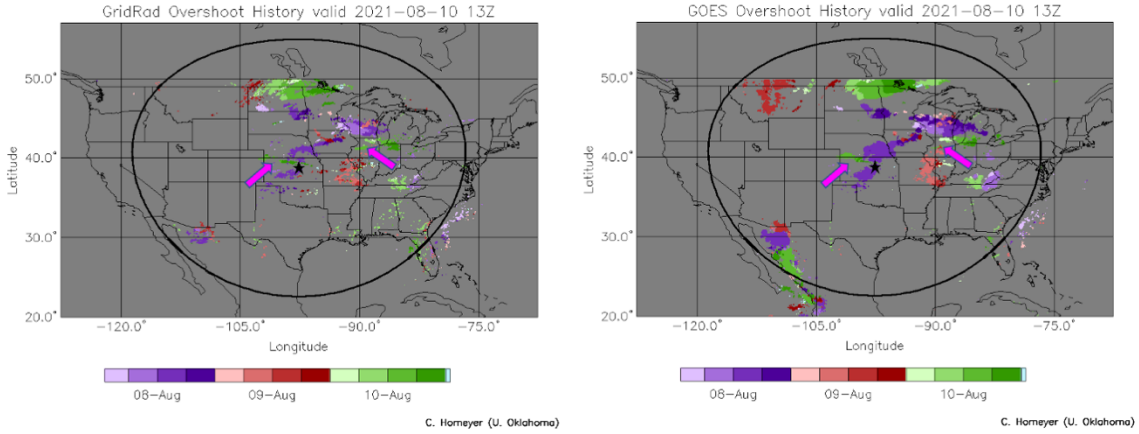 GridRad Overshoot History valid 2021-08-10 13Z
50.0°
40.0°
30.0°
20.0°
Latitude
-120.0° -105.0° -90.0° -75.0°
Longitude
08-Aug 09-Aug 10-Aug
C. Homeyer (U. Oklahoma)
GOES Overshoot History valid 2021-08-10 13Z
50.0°
40.0°
30.0°
20.0°
Latitude
-120.0° -105.0° -90.0° -75.0°
Longitude
08-Aug 09-Aug 10-Aug
C. Homeyer (U. Oklahoma)